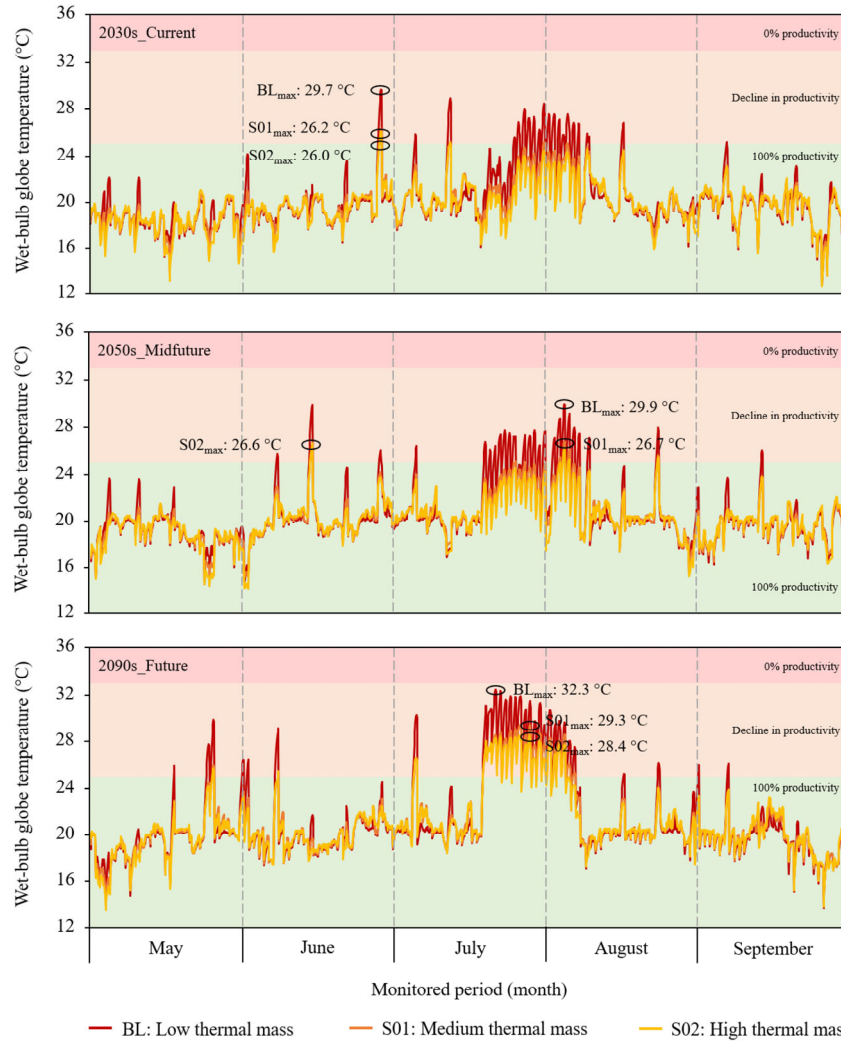 36
2030s_Current
0% productivity
32
BLmax: 29.7 °C
Decline in productivity
28
S01max: 26.2 °C
24
S02max: 26.0 °C
100% productivity
20
16
12
Wet-bulb globe temperature (°C)
36
2050s_Midfuture
0% productivity
32
BLmax: 29.9 °C
Decline in productivity
28
S02max: 26.6 °C
S01max: 26.7 °C
24
20
16
100% productivity
12
Wet-bulb globe temperature (°C)
36
2090s_Future
0% productivity
32
BLmax: 32.3 °C
S01max: 29.3 °C
Decline in productivity
28
S02max: 28.4 °C
24
100% productivity
20
16
12
Wet-bulb globe temperature (°C)
May June July August September
Monitored period (month)
BL: Low thermal mass S01: Medium thermal mass S02: High thermal mas